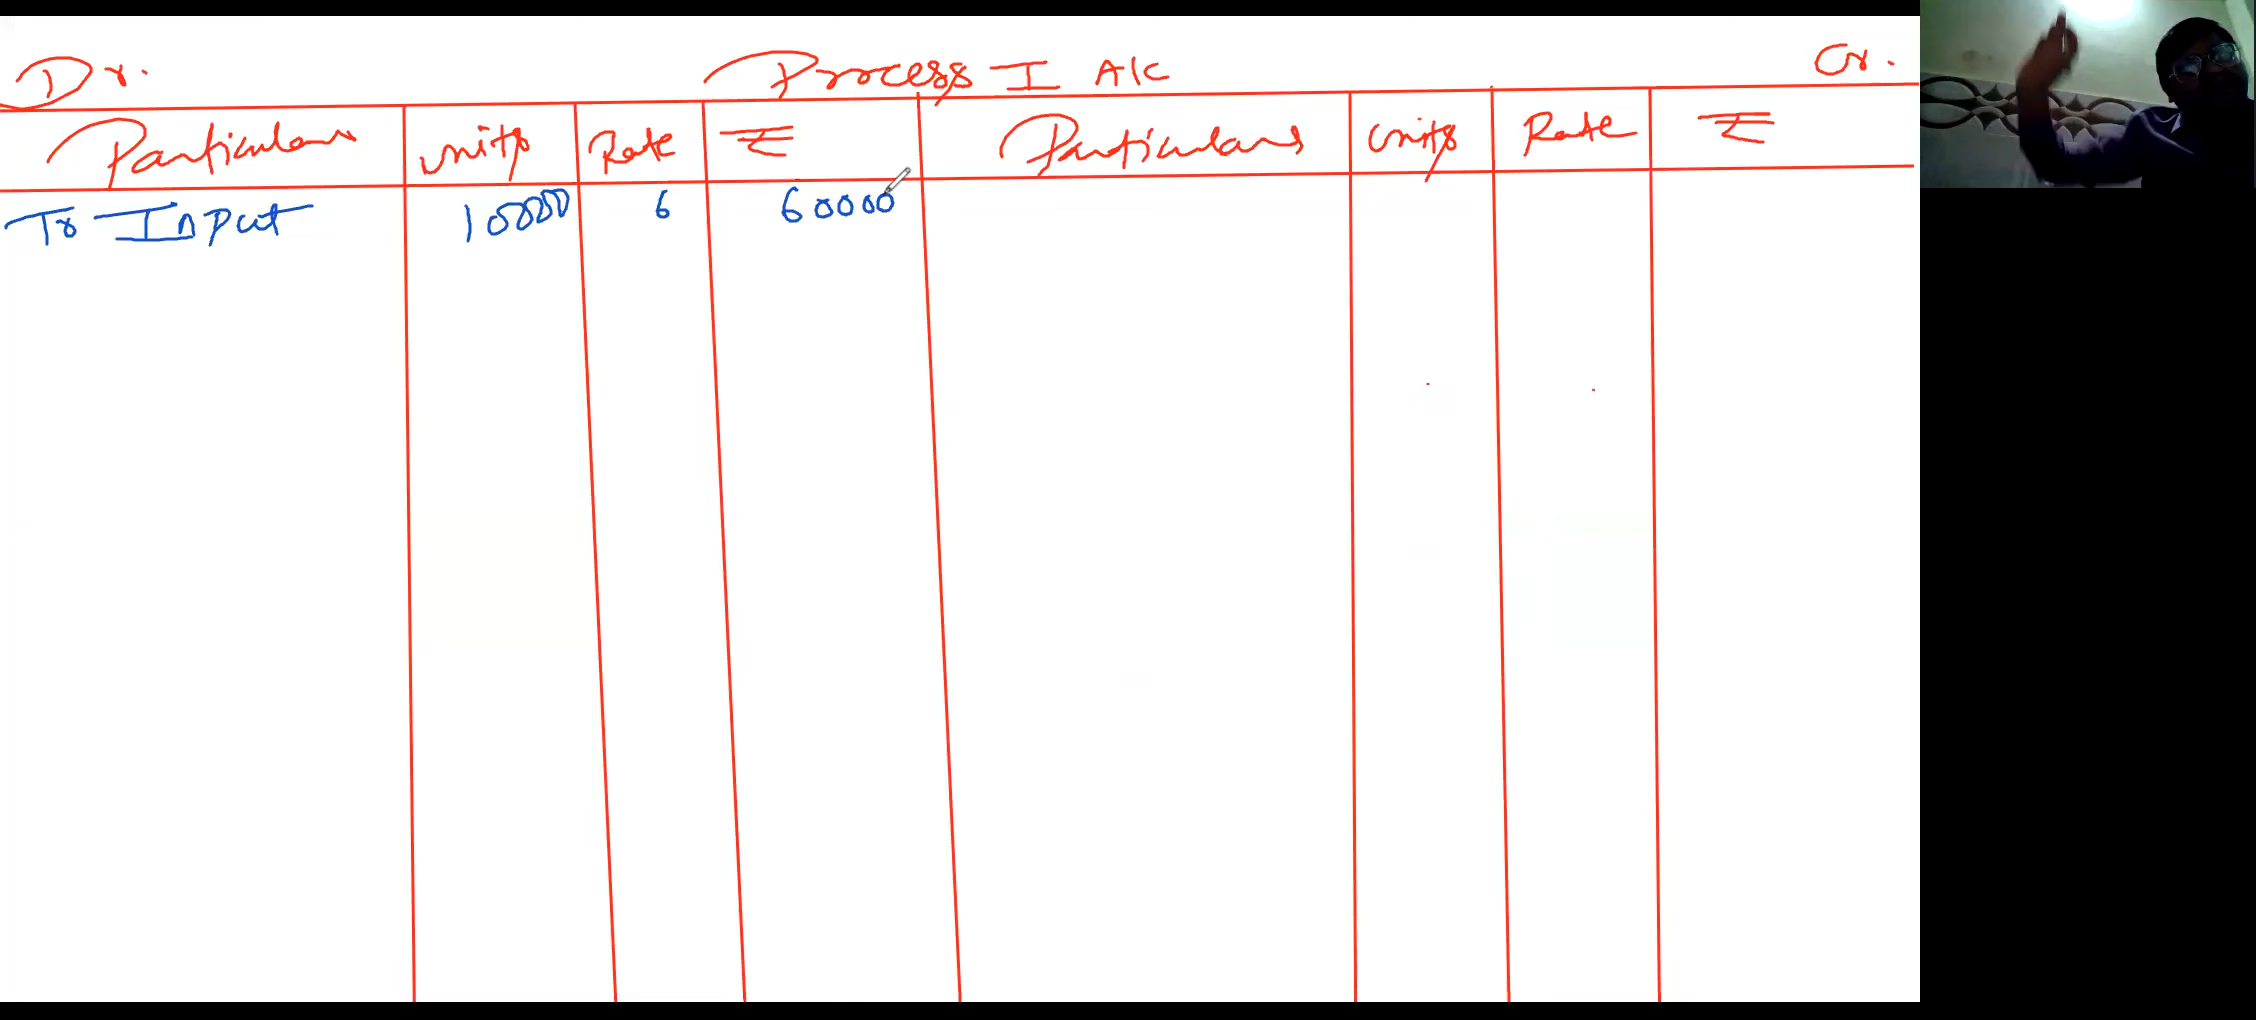 Dr. Process I A/C Cr.
Particulars Units Rate ₹ Particulars Units Rate ₹
To Input 10000 6 60000